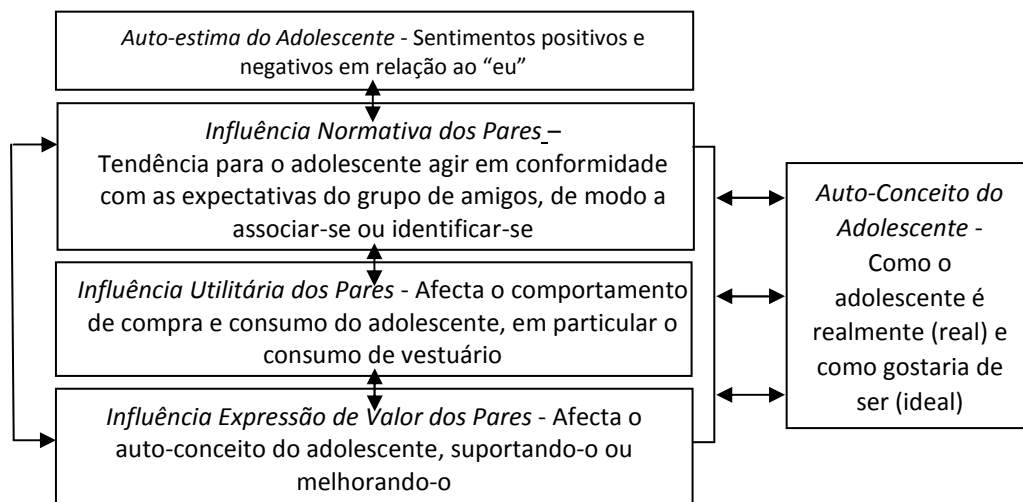 Auto-estima do Adolescente - Sentimentos positivos e
negativos em relação ao “eu”
Influência Normativa dos Pares –
Tendência para o adolescente agir em conformidade
com as expectativas do grupo de amigos, de modo a
associar-se ou identificar-se
Influência Utilitária dos Pares - Afecta o comportamento
de compra e consumo do adolescente, em particular o
consumo de vestuário
Influência Expressão de Valor dos Pares - Afecta o
auto-conceito do adolescente, suportando-o ou
melhorando-o
Auto-Conceito do
Adolescente -
Como o
adolescente é
realmente (real) e
como gostaria de
ser (ideal)